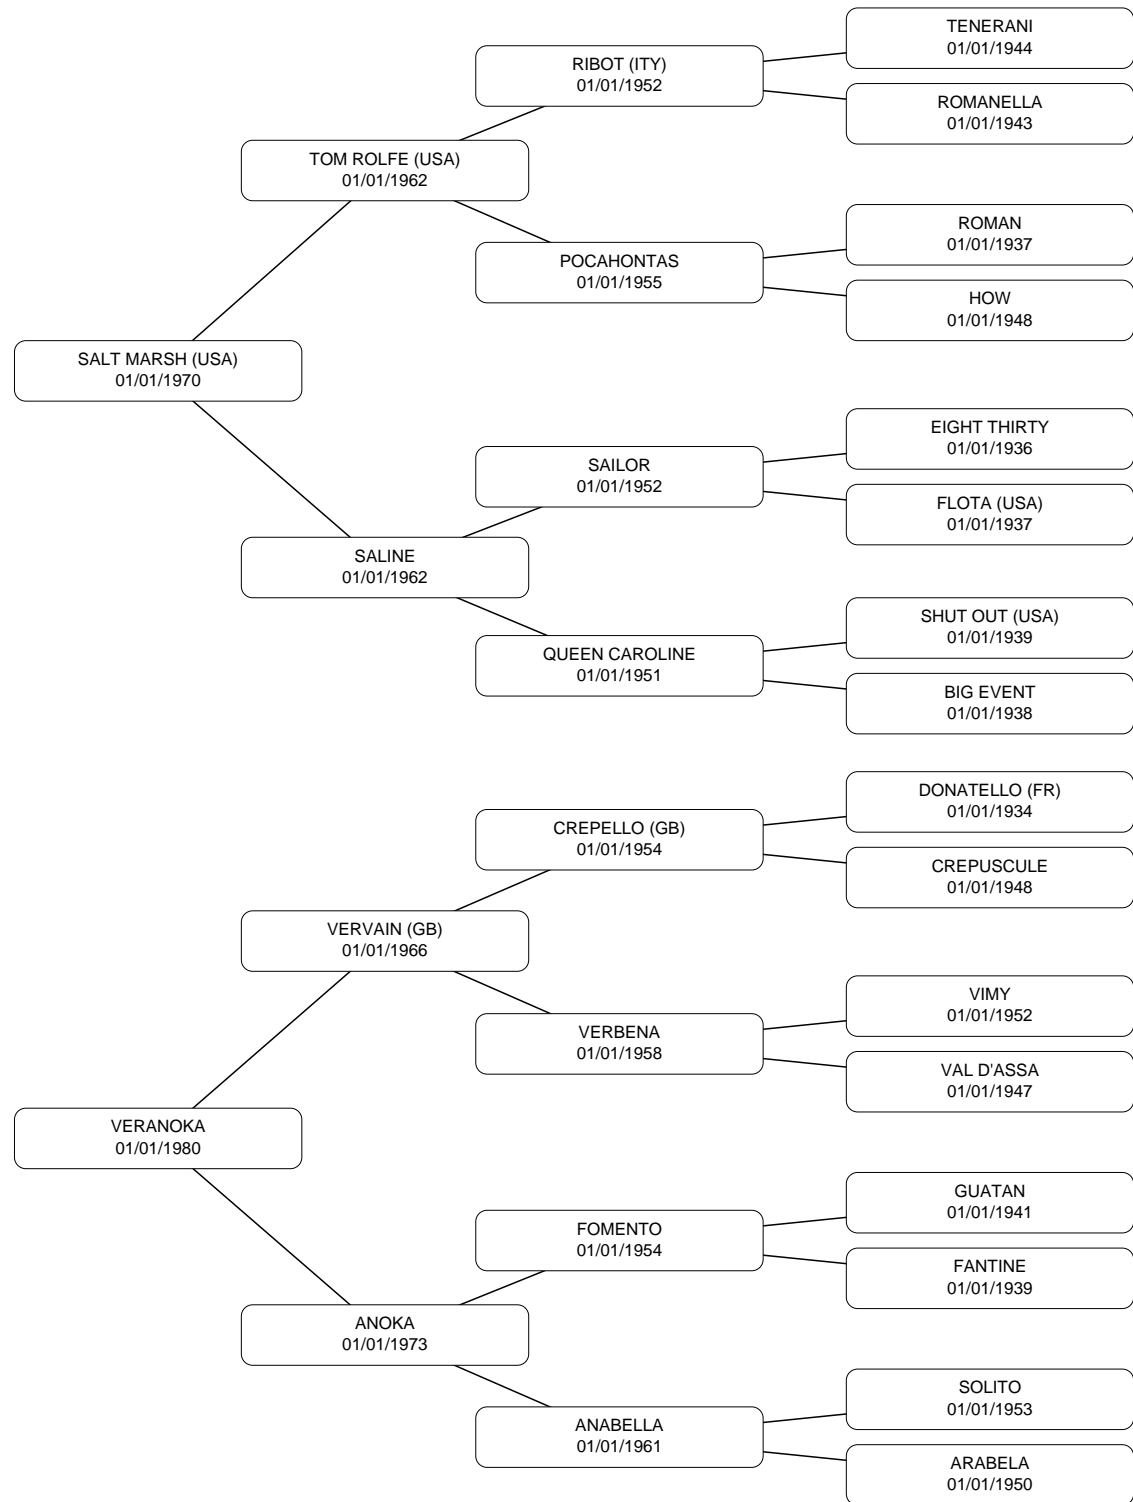 TENERANI
01/01/1944
RIBOT (ITY)
01/01/1952
ROMANELLA
01/01/1943
TOM ROLFE (USA)
01/01/1962
ROMAN
01/01/1937
POCAHONTAS
01/01/1955
HOW
01/01/1948
SALT MARSH (USA)
01/01/1970
EIGHT THIRTY
01/01/1936
SAILOR
01/01/1952
FLOTA (USA)
01/01/1937
SALINE
01/01/1962
SHUT OUT (USA)
01/01/1939
QUEEN CAROLINE
01/01/1951
BIG EVENT
01/01/1938
DONATELLO (FR)
01/01/1934
CREPELLO (GB)
01/01/1954
CREPUSCULE
01/01/1948
VERVAIN (GB)
01/01/1966
VIMY
01/01/1952
VERBENA
01/01/1958
VAL D'ASSA
01/01/1947
VERANOKA
01/01/1980
GUATAN
01/01/1941
FOMENTO
01/01/1954
FANTINE
01/01/1939
ANOKA
01/01/1973
SOLITO
01/01/1953
ANABELLA
01/01/1961
ARABELA
01/01/1950